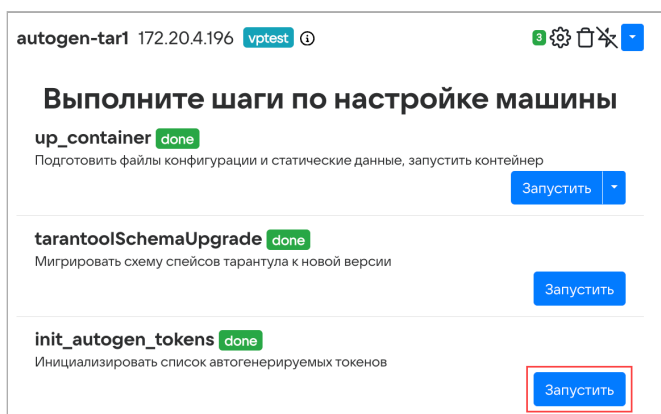 autogen-tar1 172.20.4.196 vptest 3
Выполните шаги по настройке машины
up_container done
Подготовить файлы конфигурации и статические данные, запустить контейнер
Запустить
tarantoolSchemaUpgrade done
Мигрировать схему спейсов тарантула к новой версии
Запустить
init_autogen_tokens done
Инициализировать список автогенерируемых токенов
Запустить